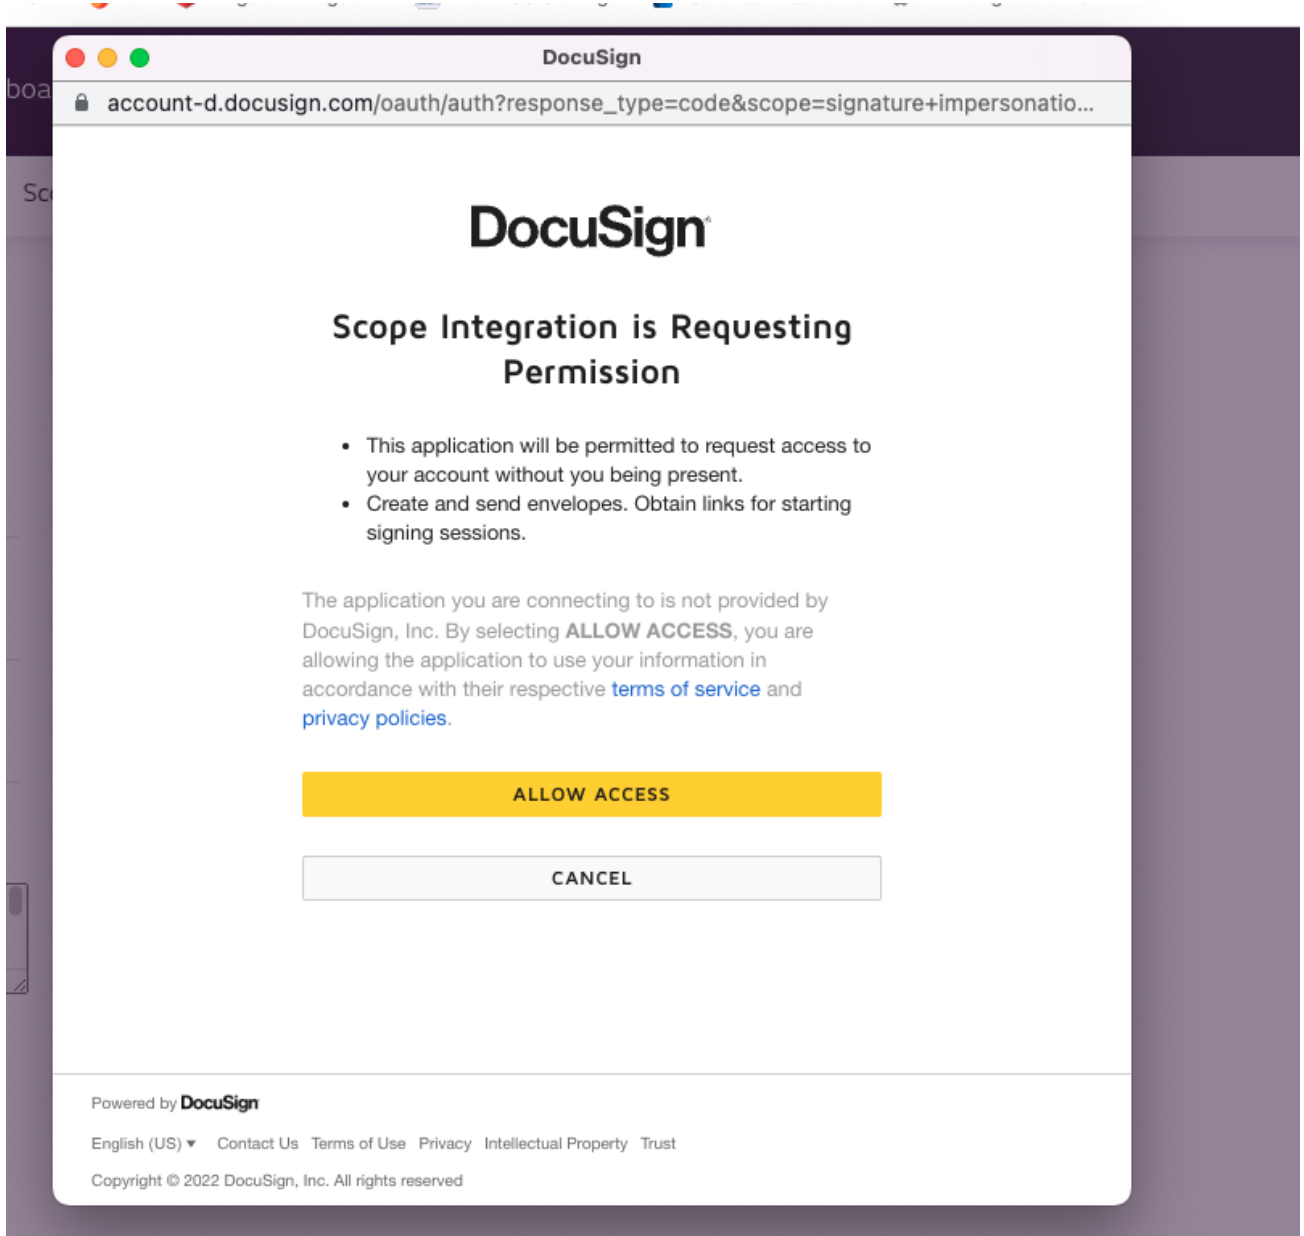 DocuSign
account-d.docusign.com/oauth/auth?response_type=code&scope=signature+impersonatio...
DocuSign
Scope Integration is Requesting
Permission
• This application will be permitted to request access to
your account without you being present.
• Create and send envelopes. Obtain links for starting
signing sessions.
The application you are connecting to is not provided by
DocuSign, Inc. By selecting ALLOW ACCESS, you are
allowing the application to use your information in
accordance with their respective terms of service and
privacy policies.
ALLOW ACCESS
CANCEL
Powered by DocuSign
English (US) ▼ Contact Us Terms of Use Privacy Intellectual Property Trust
Copyright © 2022 DocuSign, Inc. All rights reserved